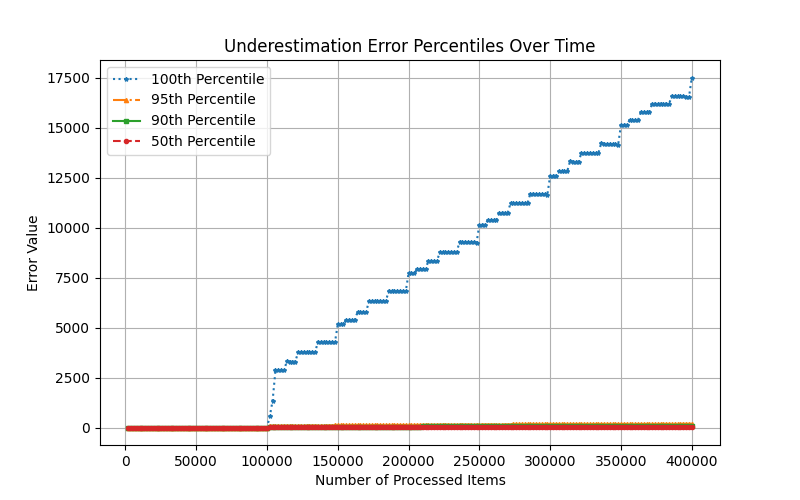 Underestimation Error Percentiles Over Time
100th Percentile
95th Percentile
90th Percentile
50th Percentile
Error Value
17500
15000
12500
10000
7500
5000
2500
0
0 50000 100000 150000 200000 250000 300000 350000 400000
Number of Processed Items